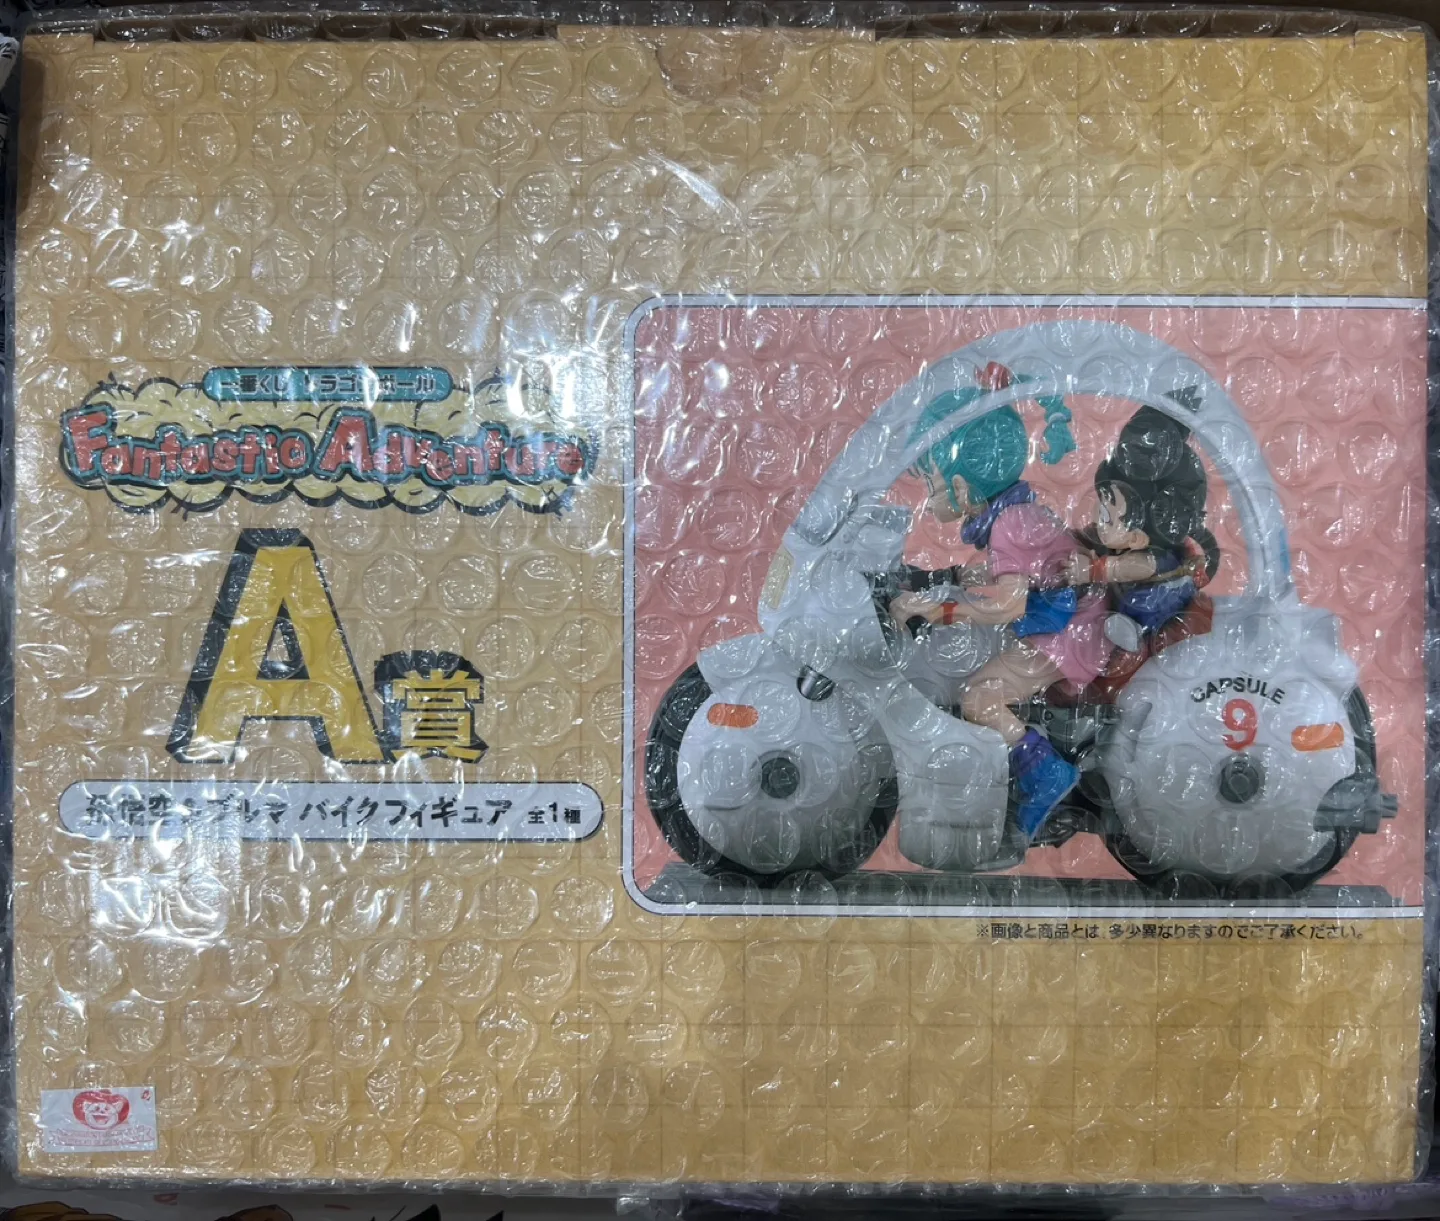 一番くじ ドラゴンボール
Fantastic Adventure
A賞
孫悟空&ブルマ バイクフィギュア 全1種
CAPSULE
9
※画像と商品とは、多少異なりますのでご了承ください。